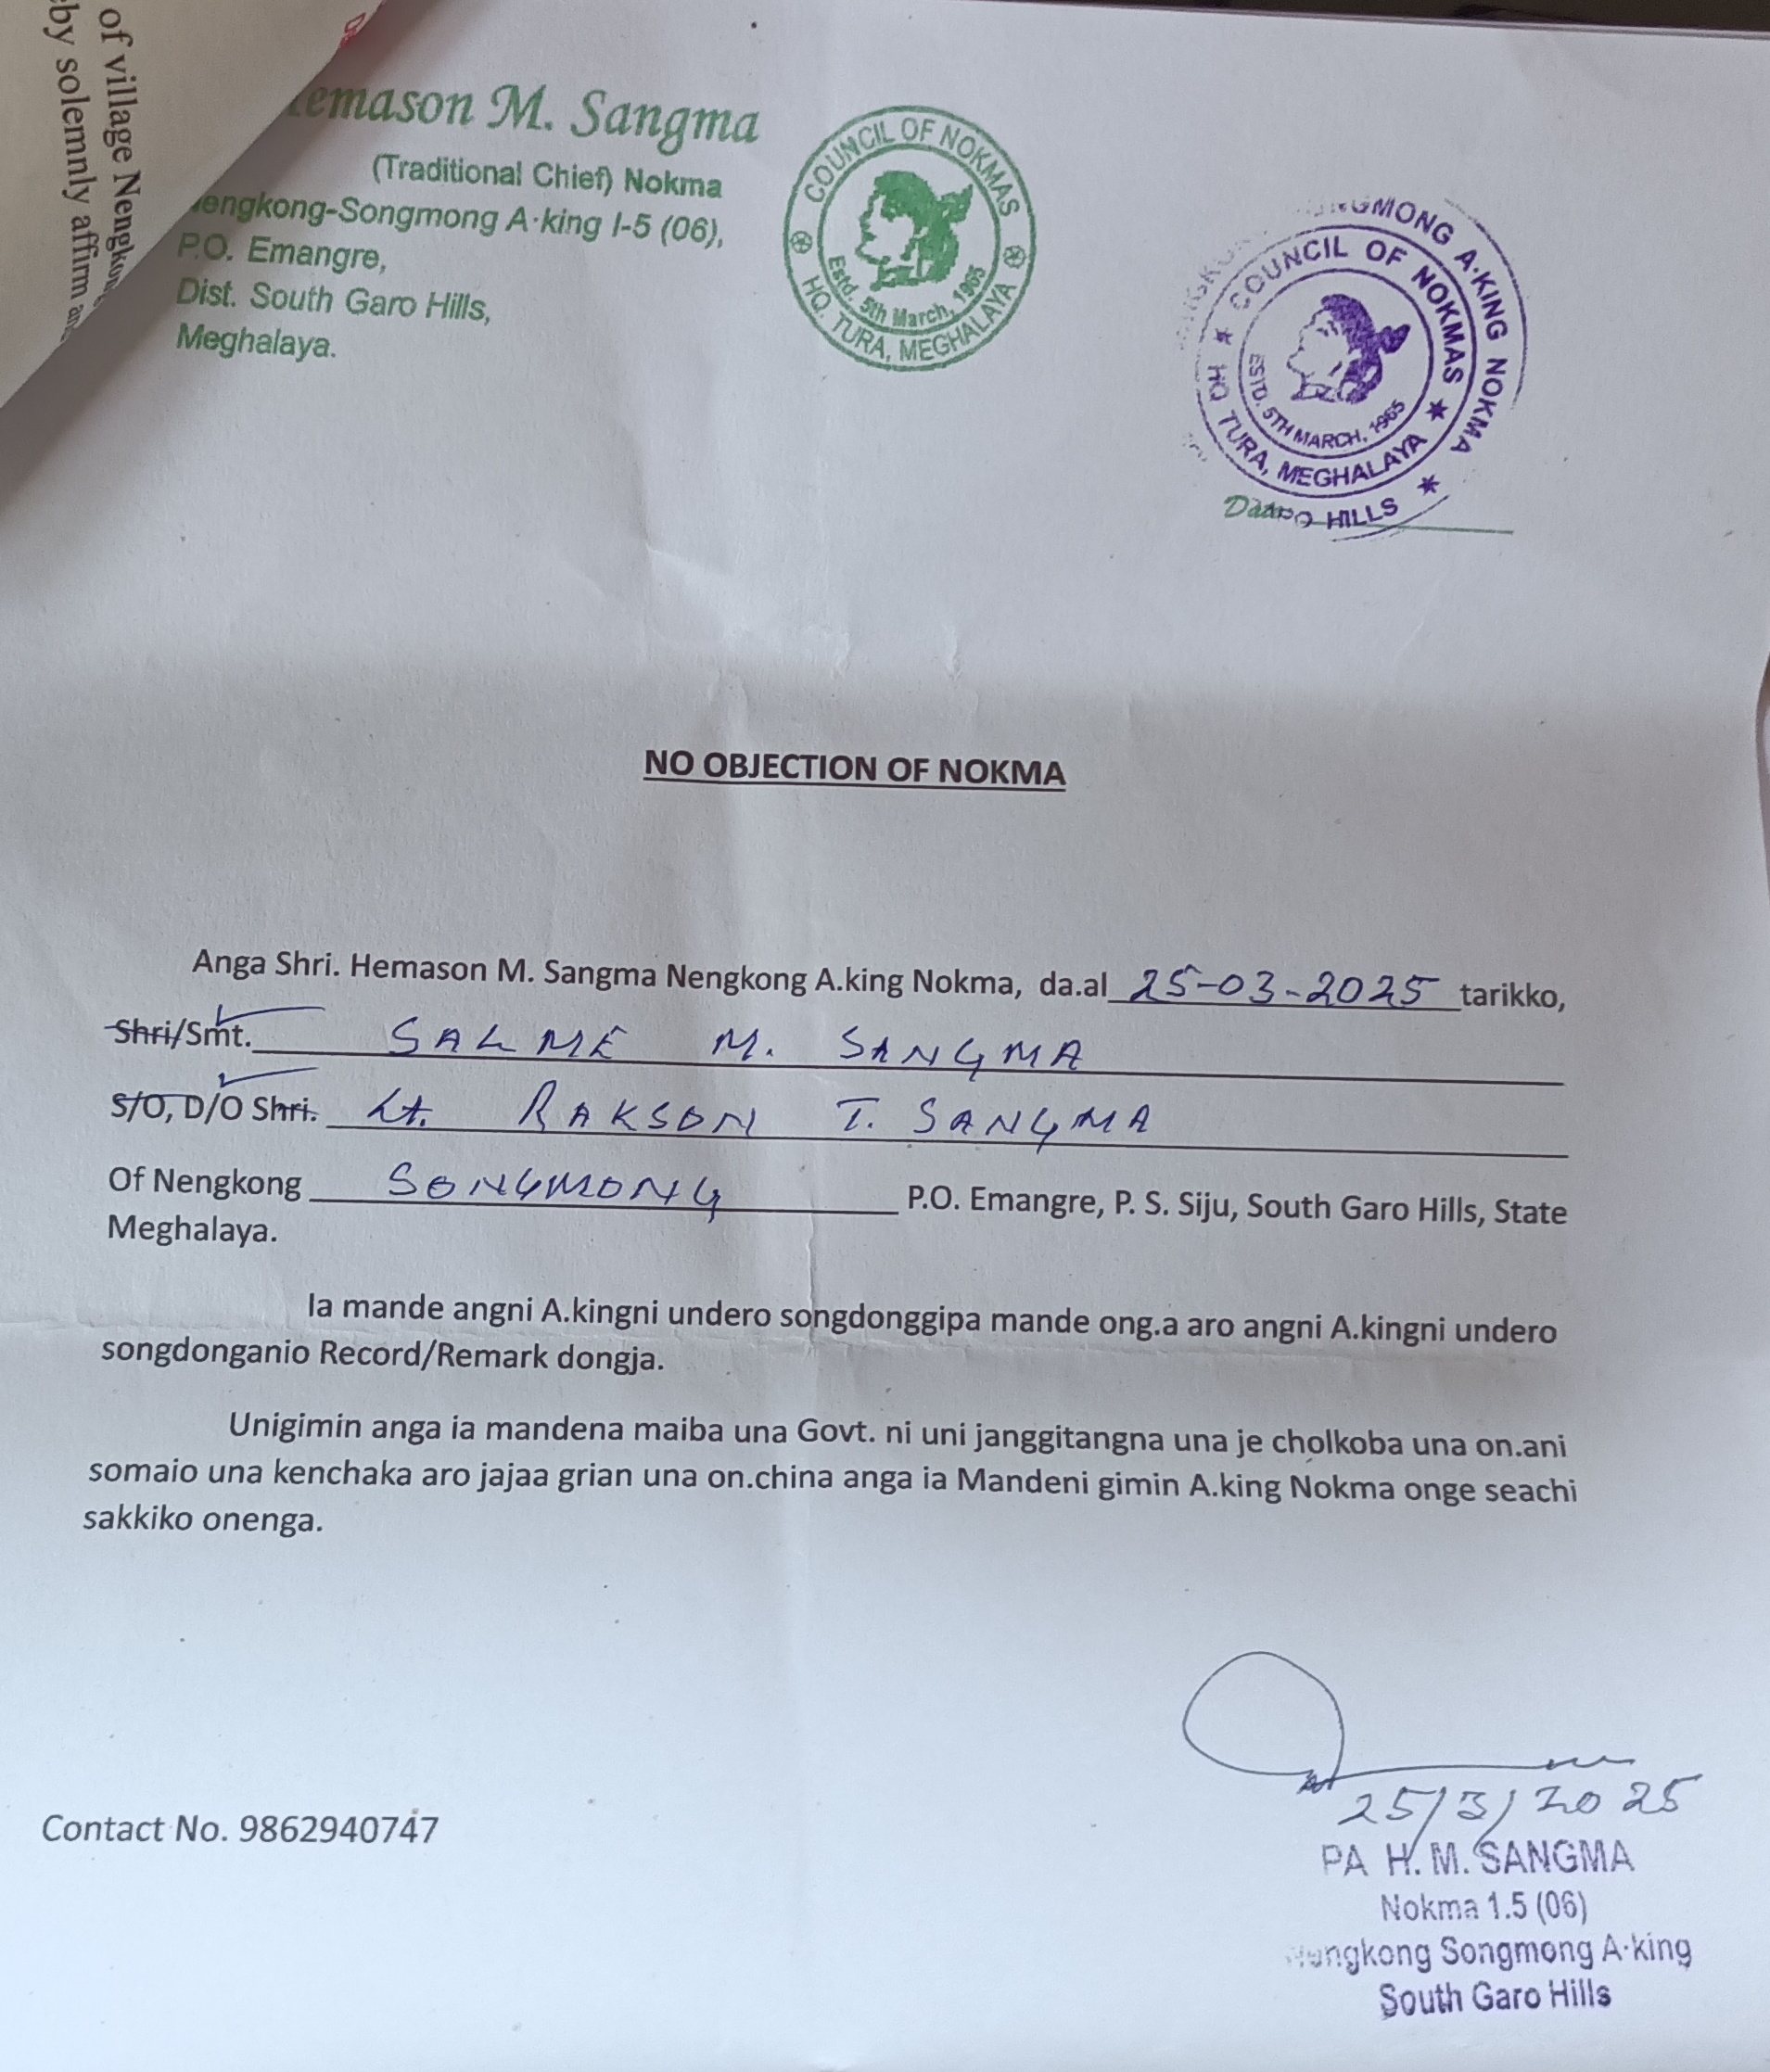 of village
by solemnly affirm
M. Sangma
(Traditional Chief) Nokma
A·king I-5 (06),
P.O. Emangre,
Dist. South Garo Hills,
Meghalaya.
COUNCIL OF NOKMAS
Estd. 5th March, 1965
HQ. TURA, MEGHALAYA
A·KING NOKMA
COUNCIL OF NOKMAS
ESTD. 5TH MARCH, 1965
HQ TURA, MEGHALAYA
HILLS
NO OBJECTION OF NOKMA
Anga Shri. Hemason M. Sangma Nengkong A.king Nokma, da.al 25-03-2025 tarikko,
Shri/Smt. SALME M. SANGMA
S/O, D/O Shri. Lt. RAKSON T. SANGMA
Of Nengkong SONGMONG P.O. Emangre, P. S. Siju, South Garo Hills, State
Meghalaya.
Ia mande angni A.kingni undero songdonggipa mande ong.a aro angni A.kingni undero
songdonganio Record/Remark dongja.
Unigimin anga ia mandena maiba una Govt. ni uni janggitangna una je cholkoba una on.ani
somaio una kenchaka aro jajaa grian una on.china anga ia Mandeni gimin A.king Nokma onge seachi
sakkiko onenga.
25/3/2025
Contact No. 9862940747
PA H. M. SANGMA
Nokma 1.5 (06)
Songmong A·king
South Garo Hills